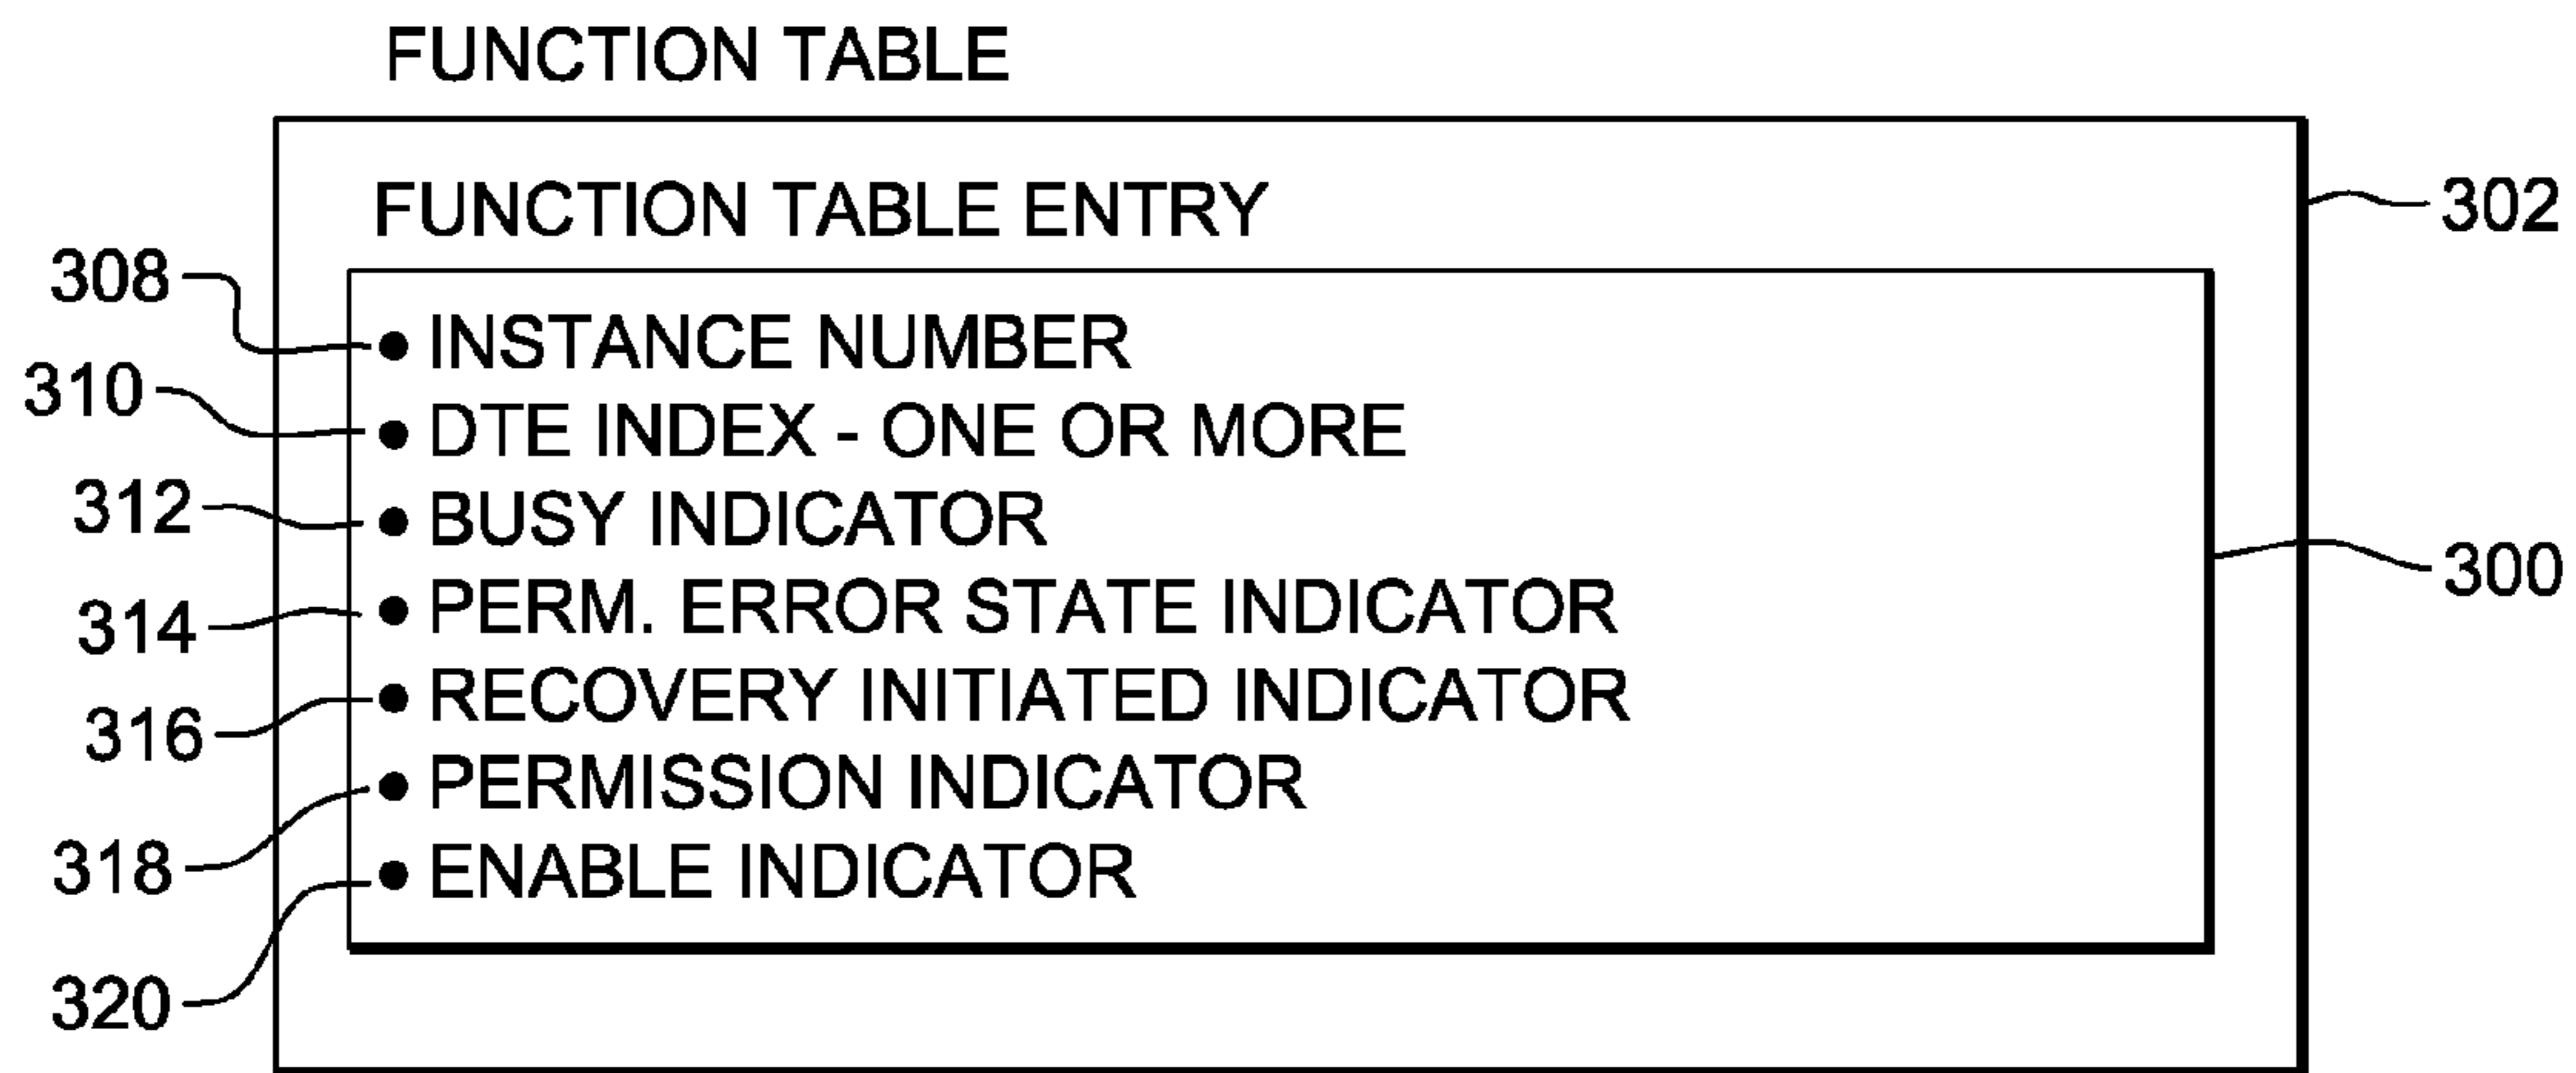 FUNCTION TABLE
FUNCTION TABLE ENTRY
302
308
● INSTANCE NUMBER
310
● DTE INDEX - ONE OR MORE
312
● BUSY INDICATOR
300
314
● PERM. ERROR STATE INDICATOR
316
● RECOVERY INITIATED INDICATOR
318
● PERMISSION INDICATOR
320
● ENABLE INDICATOR